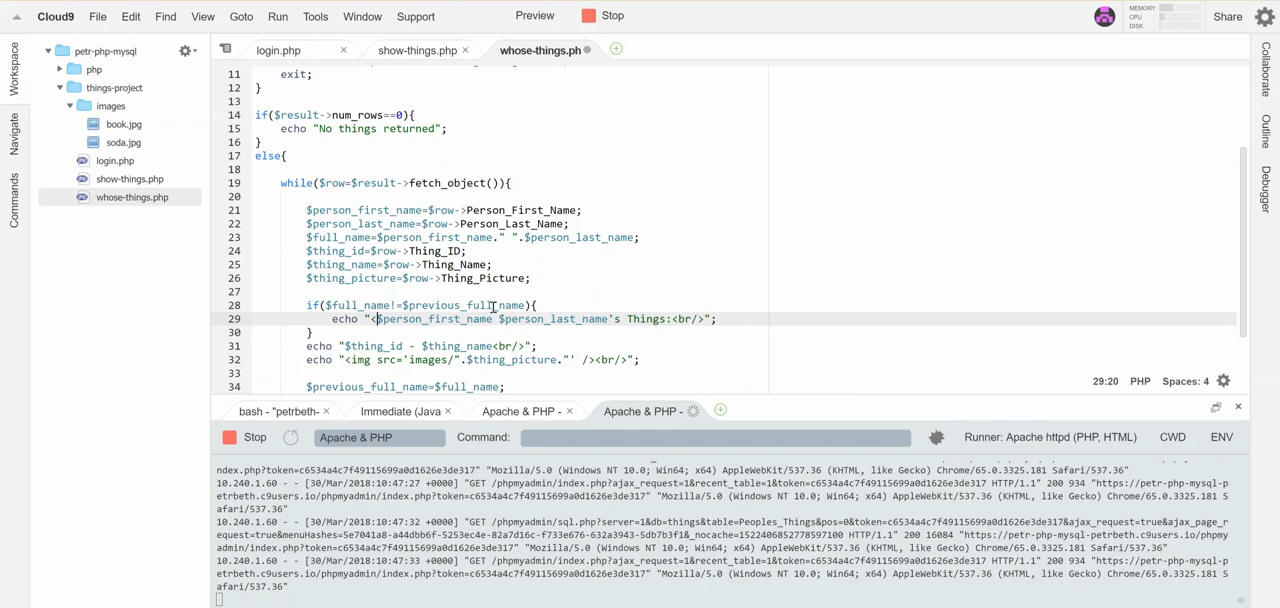 Cloud9 File Edit Find View Goto Run Tools Window Support Preview Stop MEMORY CPU DISK Share
Workspace
Navigate
Commands
petr-php-mysql
php
things-project
images
book.jpg
soda.jpg
login.php
show-things.php
whose-things.php
login.php × show-things.php × whose-things.ph
11 exit;
12 }
13
14 if($result->num_rows==0){
15 echo "No things returned";
16 }
17 else{
18
19 while($row=$result->fetch_object()){
20
21 $person_first_name=$row->Person_First_Name;
22 $person_last_name=$row->Person_Last_Name;
23 $full_name=$person_first_name." ".$person_last_name;
24 $thing_id=$row->Thing_ID;
25 $thing_name=$row->Thing_Name;
26 $thing_picture=$row->Thing_Picture;
27
28 if($full_name!=$previous_full_name){
29 echo "<$person_first_name $person_last_name's Things:<br/>";
30 }
31 echo "$thing_id - $thing_name<br/>";
32 echo "<img src='images/".$thing_picture."' /><br/>";
33
34 $previous_full_name=$full_name;
29:20 PHP Spaces: 4
Collaborate
Outline
Debugger
bash - "petrbeth- × Immediate (Java × Apache & PHP - × Apache & PHP -
Stop Apache & PHP Command: Runner: Apache httpd (PHP, HTML) CWD ENV
ndex.php?token=c6534a4c7f49115699a0d1626e3de317" "Mozilla/5.0 (Windows NT 10.0; Win64; x64) AppleWebKit/537.36 (KHTML, like Gecko) Chrome/65.0.3325.181 Safari/537.36"
10.240.1.60 - - [30/Mar/2018:10:47:27 +0000] "GET /phpmyadmin/index.php?ajax_request=1&recent_table=1&token=c6534a4c7f49115699a0d1626e3de317 HTTP/1.1" 200 934 "https://petr-php-mysql-p
etrbeth.c9users.io/phpmyadmin/index.php?token=c6534a4c7f49115699a0d1626e3de317" "Mozilla/5.0 (Windows NT 10.0; Win64; x64) AppleWebKit/537.36 (KHTML, like Gecko) Chrome/65.0.3325.181 S
afari/537.36"
10.240.1.60 - - [30/Mar/2018:10:47:32 +0000] "GET /phpmyadmin/sql.php?server=1&db=things&table=Peoples_Things&pos=0&token=c6534a4c7f49115699a0d1626e3de317&ajax_request=true&ajax_page_r
equest=true&menuHashes=5e7041a8-a44dbb6f-5253ec4e-82a7d16c-f733e676-632a3943-5db7b3f1&_nocache=1522406852778597100 HTTP/1.1" 200 16084 "https://petr-php-mysql-petrbeth.c9users.io/phpmy
admin/index.php?token=c6534a4c7f49115699a0d1626e3de317" "Mozilla/5.0 (Windows NT 10.0; Win64; x64) AppleWebKit/537.36 (KHTML, like Gecko) Chrome/65.0.3325.181 Safari/537.36"
10.240.1.60 - - [30/Mar/2018:10:47:33 +0000] "GET /phpmyadmin/index.php?ajax_request=1&recent_table=1&token=c6534a4c7f49115699a0d1626e3de317 HTTP/1.1" 200 934 "https://petr-php-mysql-p
etrbeth.c9users.io/phpmyadmin/index.php?token=c6534a4c7f49115699a0d1626e3de317" "Mozilla/5.0 (Windows NT 10.0; Win64; x64) AppleWebKit/537.36 (KHTML, like Gecko) Chrome/65.0.3325.181 S
afari/537.36"